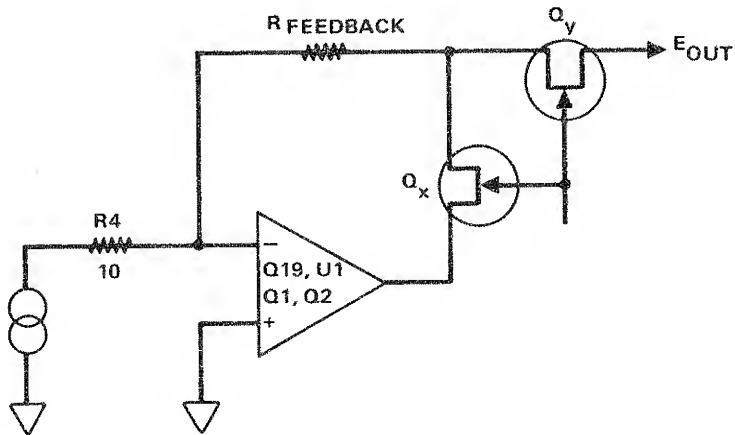 Qy
R FEEDBACK
EOUT
Qx
R4
10
−
Q19, U1
Q1, Q2
+